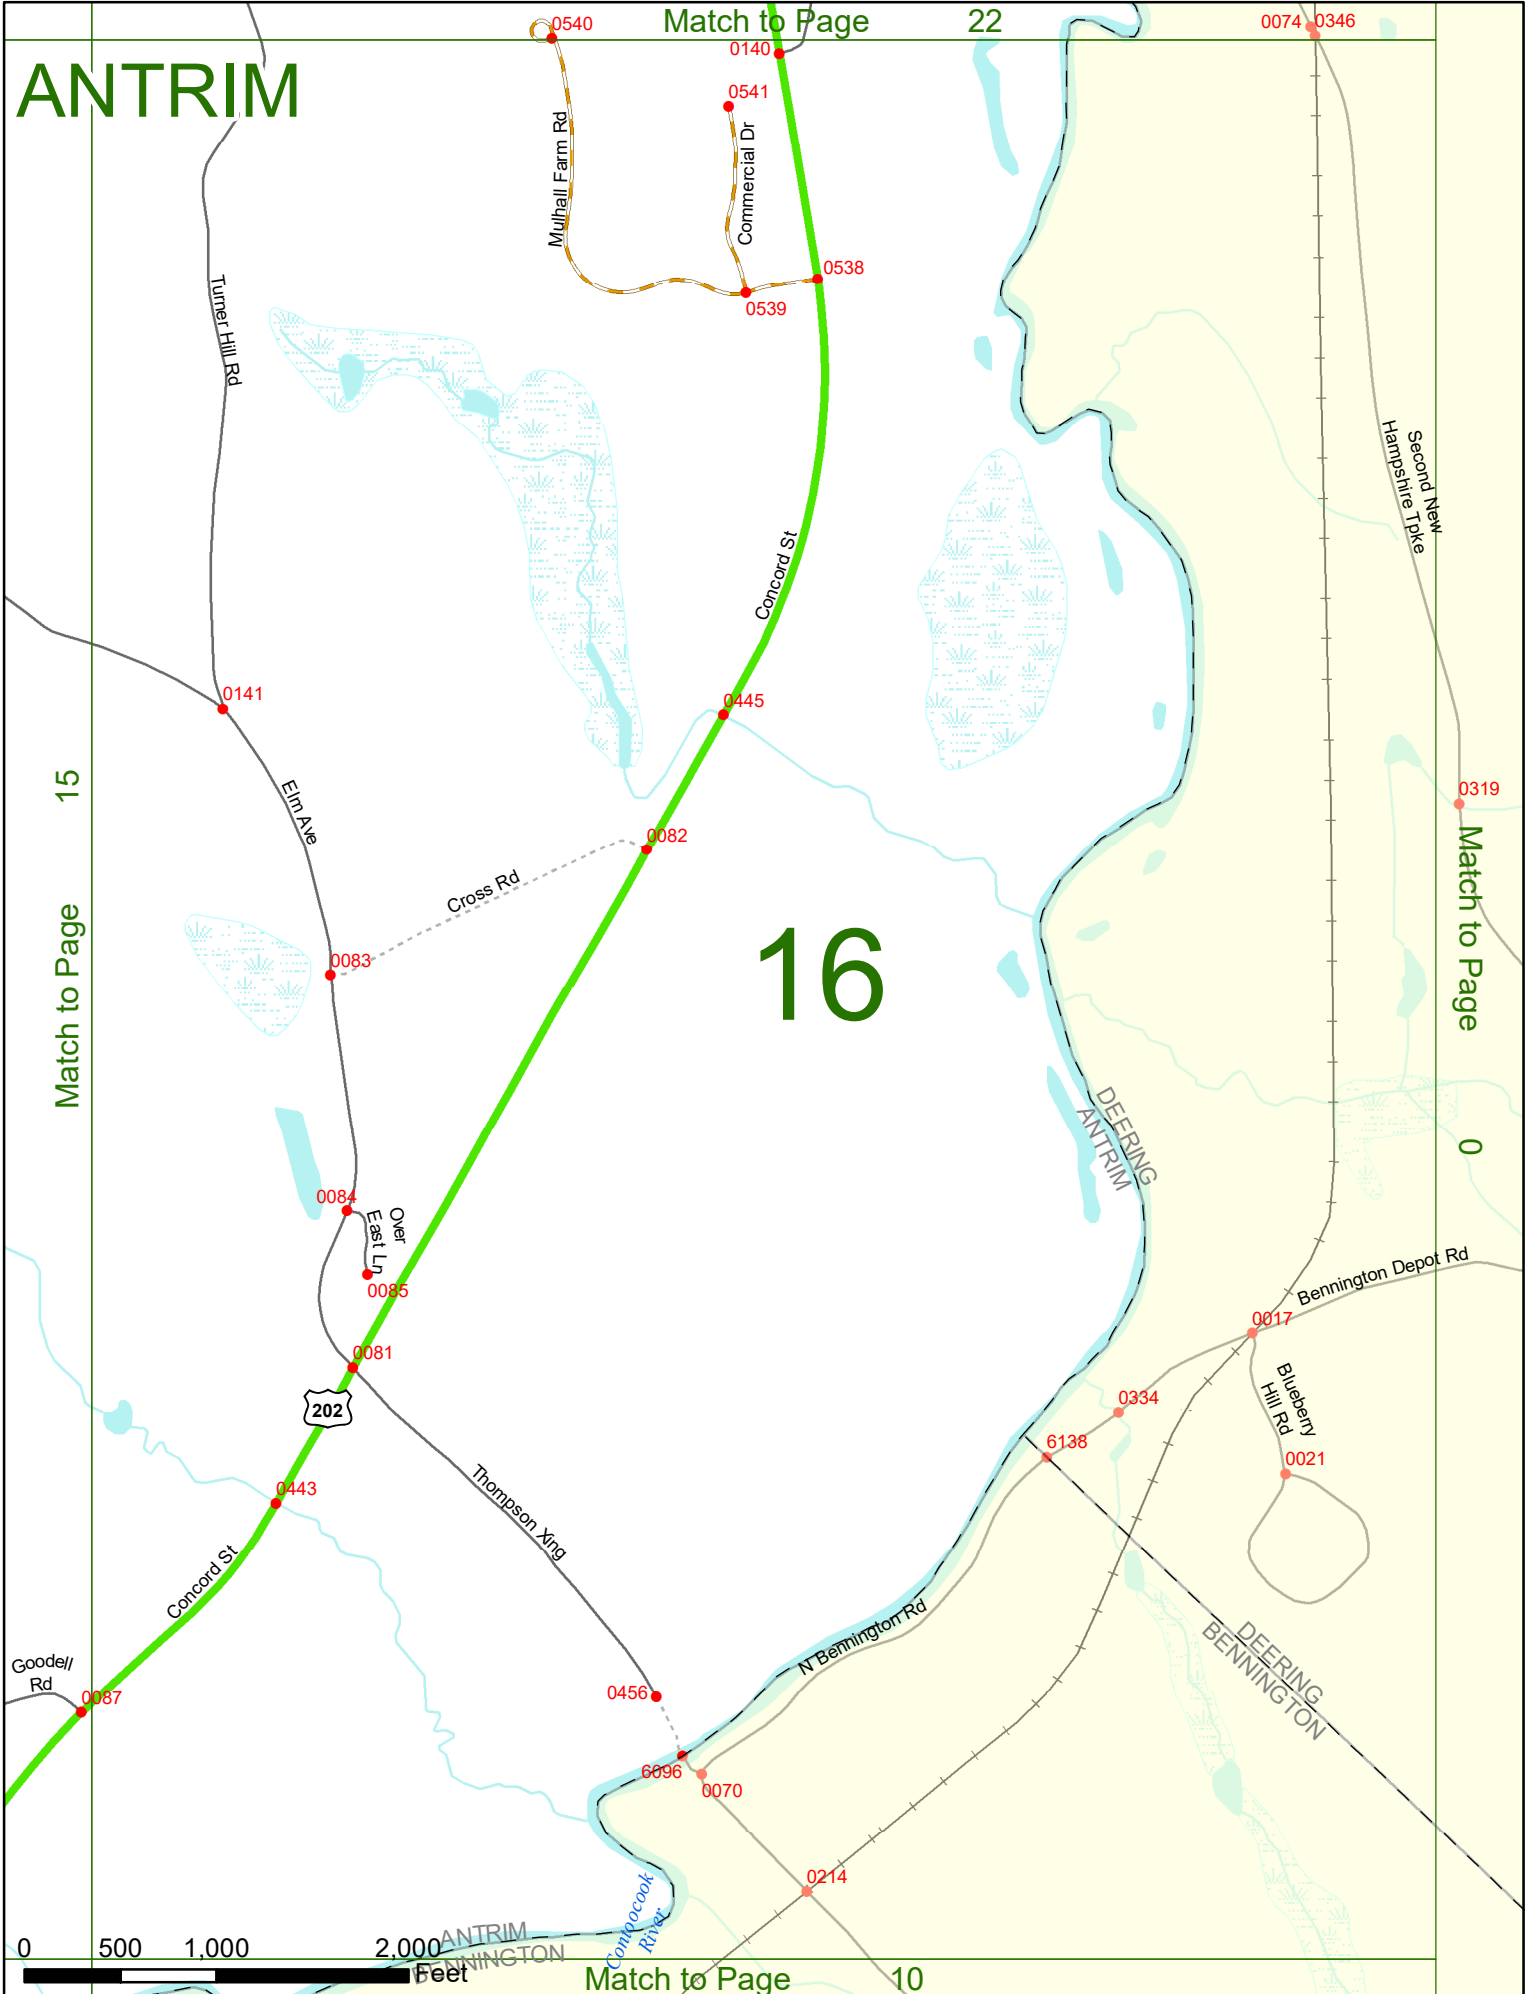 Match to Page 22
ANTRIM
0540
0140
0074
0346
0541
Mulhall Farm Rd
Commercial Dr
0538
0539
Turner Hill Rd
Second New
Hampshire Tpke
Concord St
0141
0445
Match to Page 15
Elm Ave
0319
0082
Cross Rd
Match to Page 0
0083
16
DEERING
ANTRIM
0084
Over
East Ln
0085
Bennington Depot Rd
0017
0081
202
Blueberry
Hill Rd
0334
6138
0021
0443
Thompson Xing
Concord St
N Bennington Rd
DEERING
BENNINGTON
Goodell
Rd
0087
0456
6096
0070
0214
Contoocook
River
ANTRIM
BENNINGTON
0 500 1,000 2,000
Feet
Match to Page 10